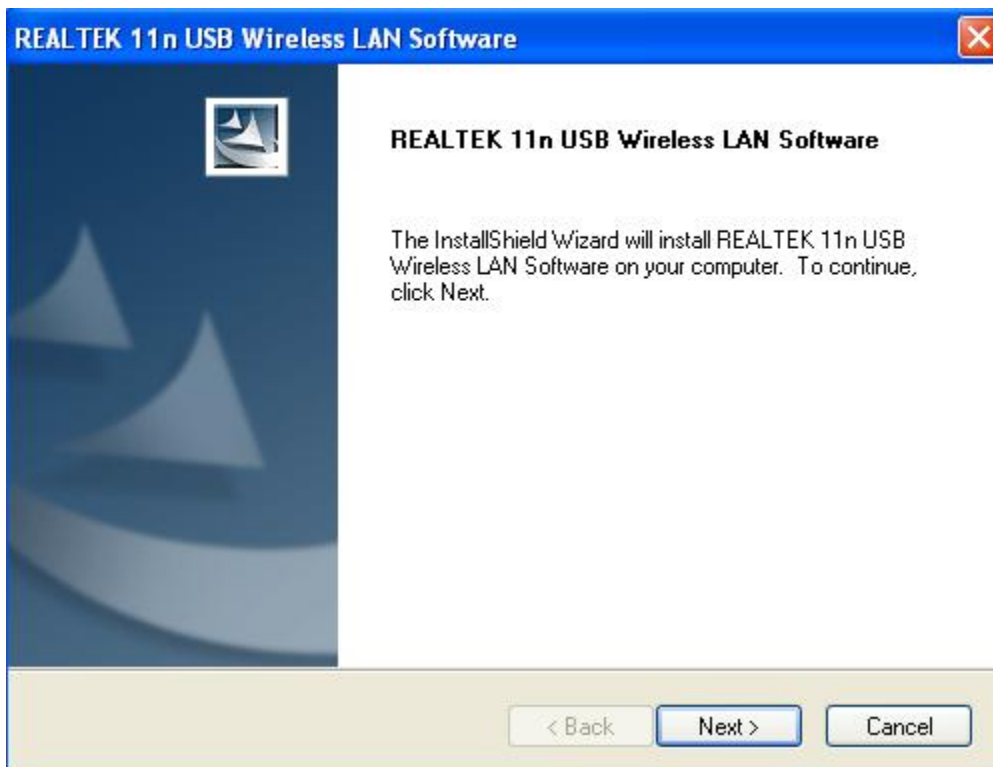 REALTEK 11n USB Wireless LAN Software
REALTEK 11n USB Wireless LAN Software
The InstallShield Wizard will install REALTEK 11n USB
Wireless LAN Software on your computer.  To continue,
click Next.
< Back
Next >
Cancel